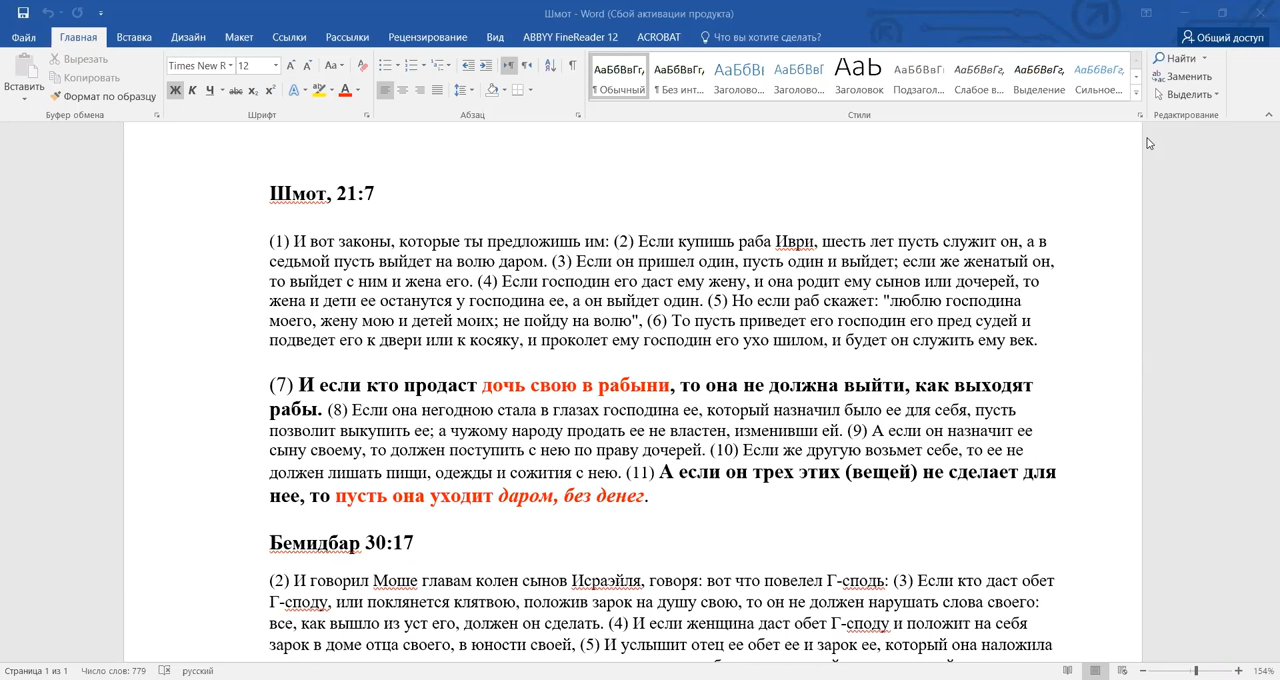 Шмот - Word (Сбой активации продукта)
Файл Главная Вставка Дизайн Макет Ссылки Рассылки Рецензирование Вид ABBYY FineReader 12 ACROBAT Что вы хотите сделать? Общий доступ
Вставить
Вырезать
Копировать
Формат по образцу
Times New R 12
Ж К Ч abc x₂ x²
АаБбВвГг, АаБбВвГг, АаБбВı АаБбВвГ АаЬ АаБбВвГı АаБбВвГг, АаБбВвГг, АаБбВвГг,
¶ Обычный ¶ Без инт... Заголово... Заголово... Заголовок Подзагол... Слабое в... Выделение Сильное...
Найти
Заменить
Выделить
Буфер обмена Шрифт Абзац Стили Редактирование
Шмот, 21:7
(1) И вот законы, которые ты предложишь им: (2) Если купишь раба Иври, шесть лет пусть служит он, а в
седьмой пусть выйдет на волю даром. (3) Если он пришел один, пусть один и выйдет; если же женатый он,
то выйдет с ним и жена его. (4) Если господин его даст ему жену, и она родит ему сынов или дочерей, то
жена и дети ее останутся у господина ее, а он выйдет один. (5) Но если раб скажет: "люблю господина
моего, жену мою и детей моих; не пойду на волю", (6) То пусть приведет его господин его пред судей и
подведет его к двери или к косяку, и проколет ему господин его ухо шилом, и будет он служить ему век.
(7) И если кто продаст дочь свою в рабыни, то она не должна выйти, как выходят
рабы. (8) Если она негодною стала в глазах господина ее, который назначил было ее для себя, пусть
позволит выкупить ее; а чужому народу продать ее не властен, изменивши ей. (9) А если он назначит ее
сыну своему, то должен поступить с нею по праву дочерей. (10) Если же другую возьмет себе, то ее не
должен лишать пищи, одежды и сожития с нею. (11) А если он трех этих (вещей) не сделает для
нее, то пусть она уходит даром, без денег.
Бемидбар 30:17
(2) И говорил Моше главам колен сынов Исраэйля, говоря: вот что повелел Г-сподь: (3) Если кто даст обет
Г-споду, или поклянется клятвою, положив зарок на душу свою, то он не должен нарушать слова своего:
все, как вышло из уст его, должен он сделать. (4) И если женщина даст обет Г-споду и положит на себя
зарок в доме отца своего, в юности своей, (5) И услышит отец ее обет ее и зарок ее, который она наложила
Страница 1 из 1 Число слов: 779 русский 154%